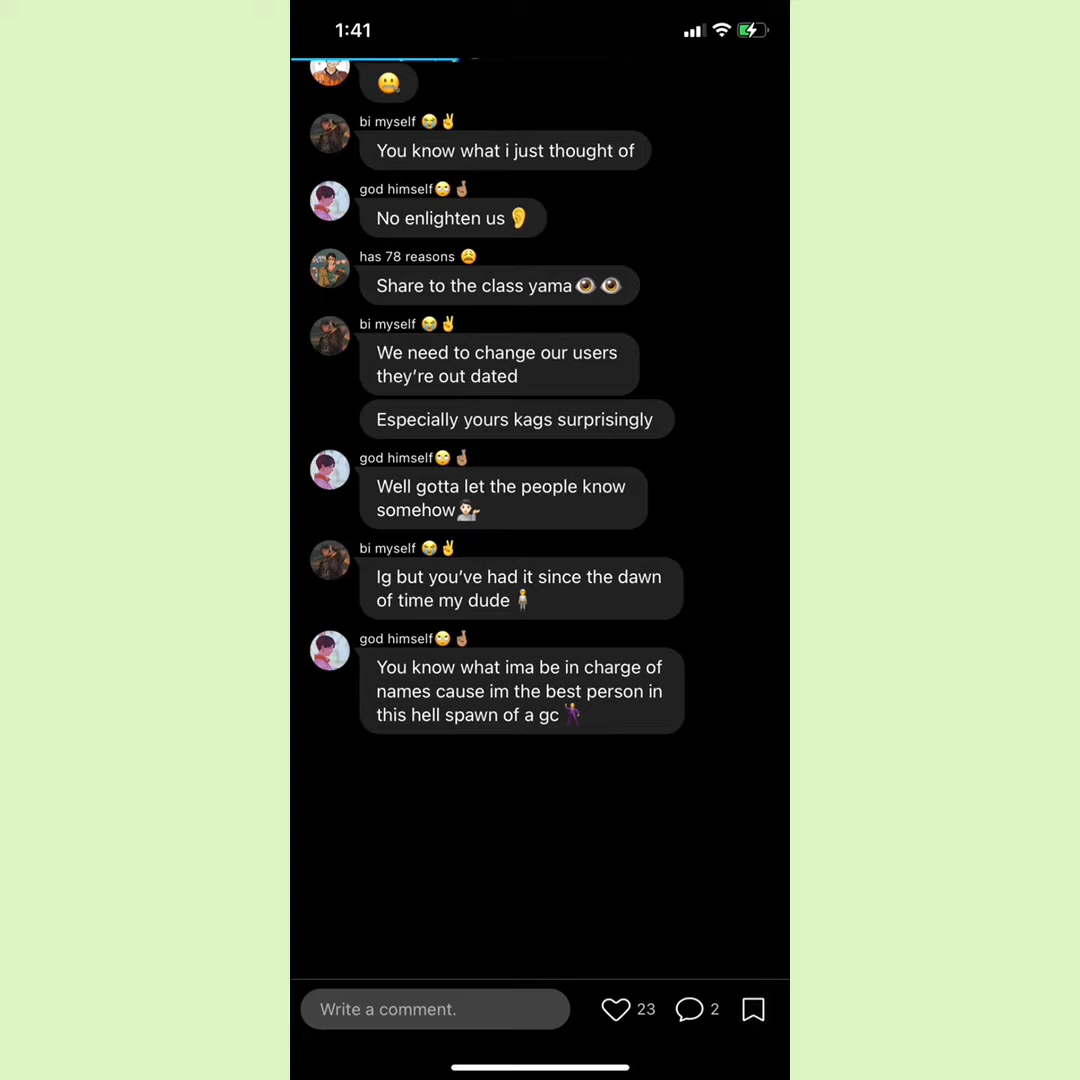 1:41
🤐
bi myself 😭✌️
You know what i just thought of
god himself🙄🤞🏽
No enlighten us👂
has 78 reasons 😩
Share to the class yama👁️👁️
bi myself 😭✌️
We need to change our users
they’re out dated
Especially yours kags surprisingly
god himself🙄🤞🏽
Well gotta let the people know
somehow💁🏻
bi myself 😭✌️
Ig but you’ve had it since the dawn
of time my dude🧍
god himself🙄🤞🏽
You know what ima be in charge of
names cause im the best person in
this hell spawn of a gc🕺
Write a comment.
23
2